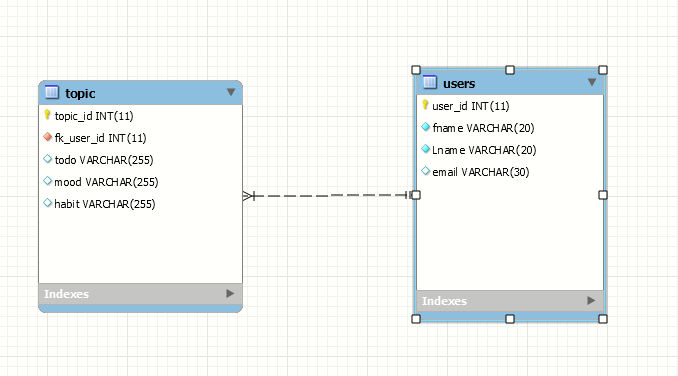 topic
topic_id INT(11)
fk_user_id INT(11)
todo VARCHAR(255)
mood VARCHAR(255)
habit VARCHAR(255)
Indexes
users
user_id INT(11)
fname VARCHAR(20)
Lname VARCHAR(20)
email VARCHAR(30)
Indexes